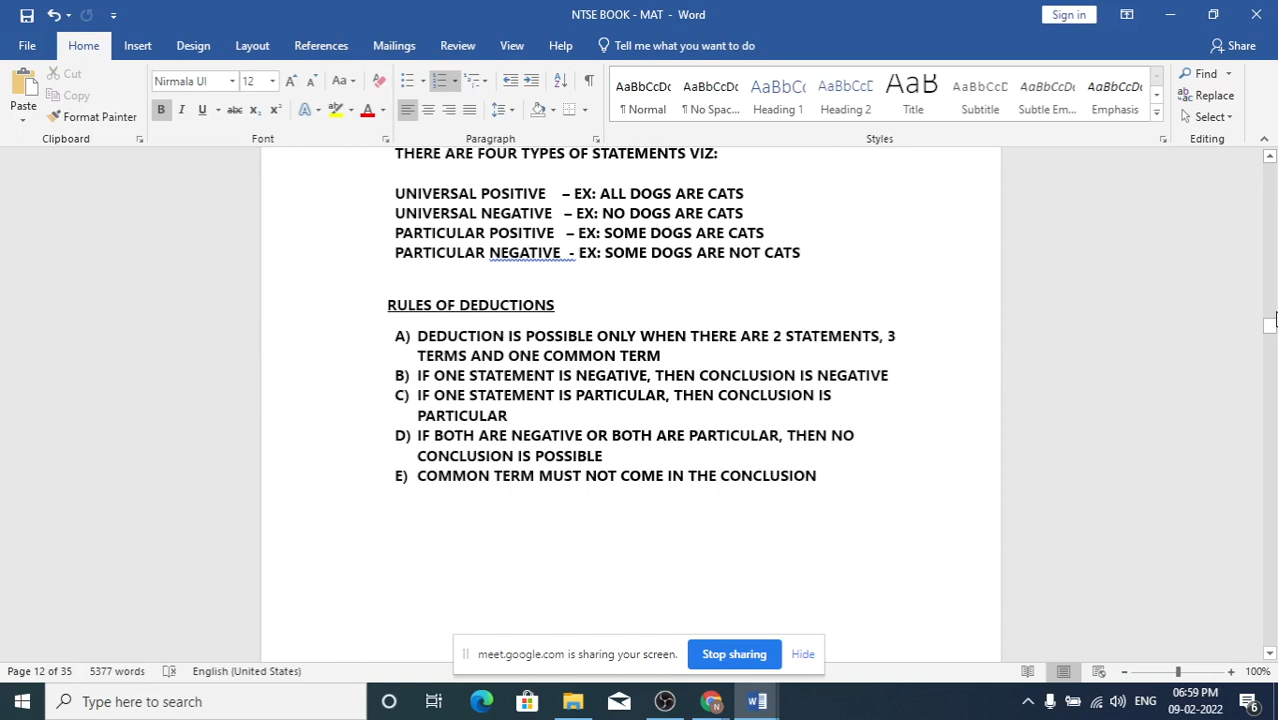 NTSE BOOK - MAT - Word
Sign in
File Home Insert Design Layout References Mailings Review View Help Tell me what you want to do Share
Paste
Cut
Copy
Format Painter
Clipboard
Nirmala UI 12
Font
Paragraph
AaBbCcDc AaBbCcDc AaBbCc AaBbCcC AaB AaBbCcC AaBbCcDc AaBbCcDc
¶ Normal ¶ No Spac... Heading 1 Heading 2 Title Subtitle Subtle Em... Emphasis
Styles
Find
Replace
Select
Editing
THERE ARE FOUR TYPES OF STATEMENTS VIZ:
UNIVERSAL POSITIVE – EX: ALL DOGS ARE CATS
UNIVERSAL NEGATIVE – EX: NO DOGS ARE CATS
PARTICULAR POSITIVE – EX: SOME DOGS ARE CATS
PARTICULAR NEGATIVE - EX: SOME DOGS ARE NOT CATS
RULES OF DEDUCTIONS
A) DEDUCTION IS POSSIBLE ONLY WHEN THERE ARE 2 STATEMENTS, 3
TERMS AND ONE COMMON TERM
B) IF ONE STATEMENT IS NEGATIVE, THEN CONCLUSION IS NEGATIVE
C) IF ONE STATEMENT IS PARTICULAR, THEN CONCLUSION IS
PARTICULAR
D) IF BOTH ARE NEGATIVE OR BOTH ARE PARTICULAR, THEN NO
CONCLUSION IS POSSIBLE
E) COMMON TERM MUST NOT COME IN THE CONCLUSION
meet.google.com is sharing your screen. Stop sharing Hide
Page 12 of 35 5377 words English (United States) 100%
Type here to search
ENG
06:59 PM
09-02-2022
6